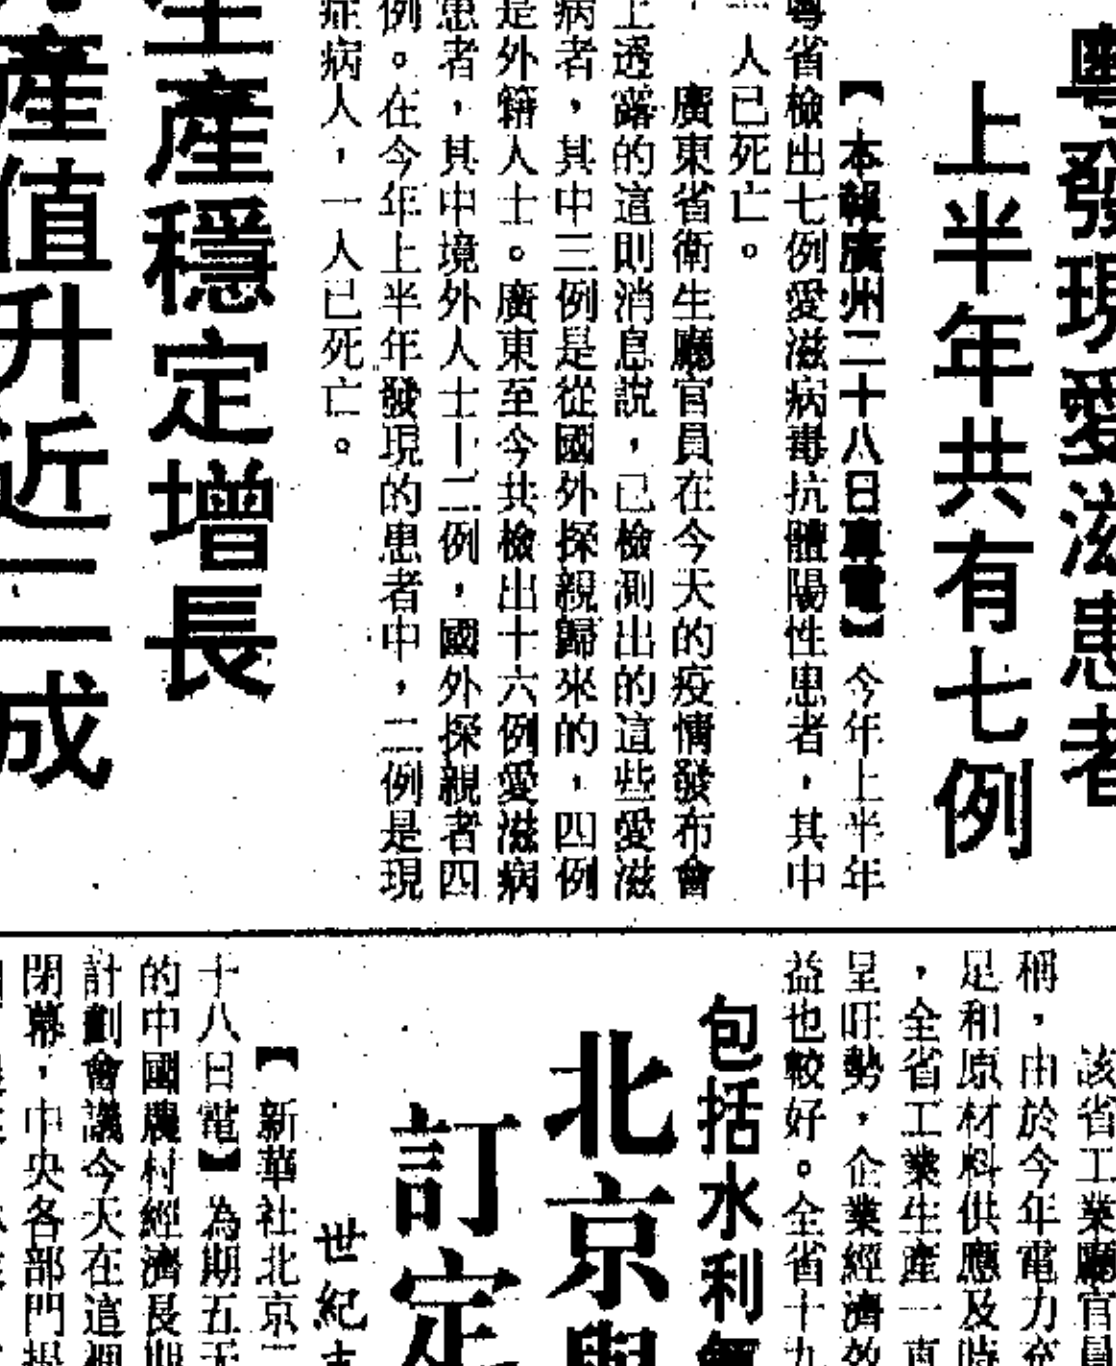 粵發現愛滋患者
上半年共有七例
【本報廣州二十八日專電】今年上半年
粵省檢出七例愛滋病毒抗體陽性患者，其中
人已死亡。
廣東省衛生廳官員在今天的疫情發布會
上透露的這則消息說，已檢測出的這些愛滋
病者，其中三例是從國外探親歸來的，四例
是外籍人士。廣東至今共檢出十六例愛滋病
患者，其中境外人士十二例，國外探親者四
例。在今年上半年發現的患者中，二例是現
症病人，一人已死亡。
生產穩定增長
產值升近二成
該省工業廳官員
稱，由於今年電力充
足和原材料供應及時
，全省工業生產一直
呈旺勢，企業經濟效
益也較好。全省十九
包括水利
北京與
訂定
世紀末
【新華社北京二
十八日電】為期五天
的中國農村經濟長期
計劃會議今天在這裡
閉幕，中央各部門